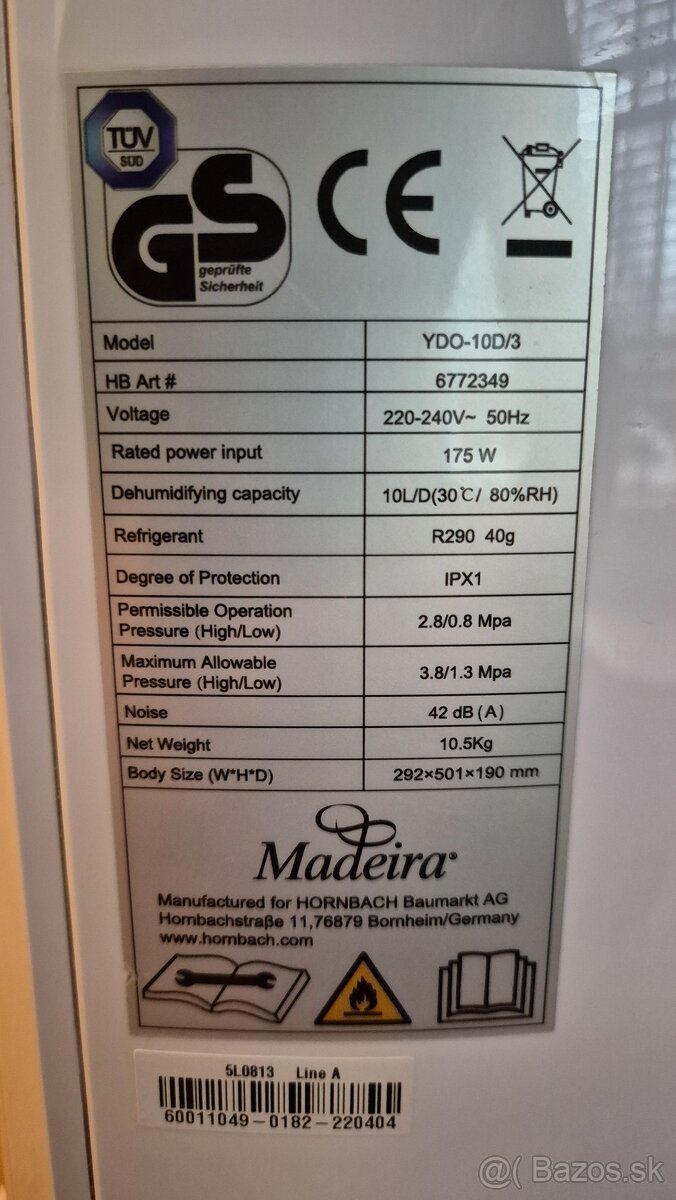 TÜV
SÜD
GS
geprüfte
Sicherheit
CE
Model YDO-10D/3
HB Art # 6772349
Voltage 220-240V~ 50Hz
Rated power input 175 W
Dehumidifying capacity 10L/D(30℃/ 80%RH)
Refrigerant R290 40g
Degree of Protection IPX1
Permissible Operation
Pressure (High/Low) 2.8/0.8 Mpa
Maximum Allowable
Pressure (High/Low) 3.8/1.3 Mpa
Noise 42 dB (A)
Net Weight 10.5Kg
Body Size (W*H*D) 292×501×190 mm
Madeira®
Manufactured for HORNBACH Baumarkt AG
Hornbachstraße 11,76879 Bornheim/Germany
www.hornbach.com
5L0813 Line A
60011049-0182-220404
@( Bazos.sk